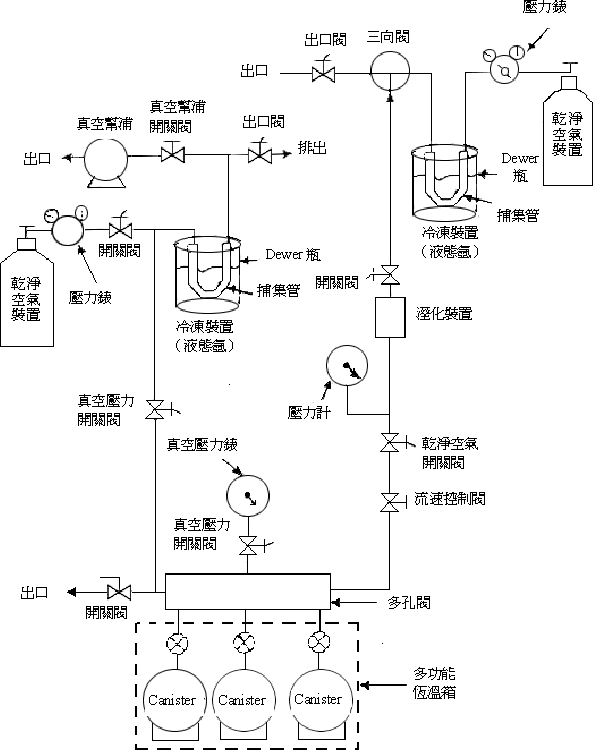 壓力錶
出口閥
三向閥
出口
乾淨
空氣
裝置
真空幫浦
開關閥
出口閥
真空幫浦
出口
排出
Dewer
瓶
捕集管
冷凍裝置
（液態氬）
開關閥
Dewer 瓶
捕集管
乾淨
空氣
裝置
壓力錶
冷凍裝置
（液態氬）
開關閥
溼化裝置
真空壓力
開關閥
壓力計
真空壓力錶
乾淨空氣
開關閥
流速控制閥
真空壓力
開關閥
出口
開關閥
多孔閥
Canister
Canister
Canister
多功能
恆溫箱